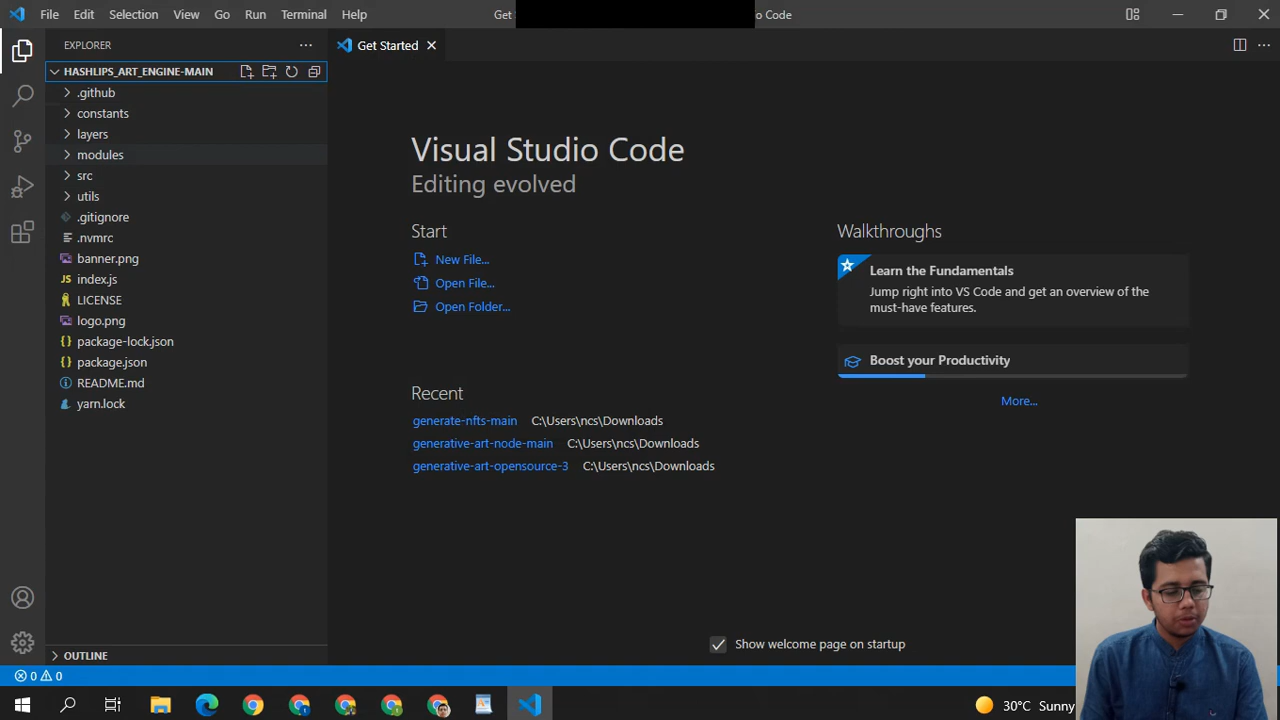 File Edit Selection View Go Run Terminal Help Get o Code
EXPLORER
Get Started
HASHLIPS_ART_ENGINE-MAIN
.github
constants
layers
modules
src
utils
.gitignore
.nvmrc
banner.png
JS index.js
LICENSE
logo.png
{ } package-lock.json
{ } package.json
README.md
yarn.lock
OUTLINE
Visual Studio Code
Editing evolved
Start
New File...
Open File...
Open Folder...
Recent
generate-nfts-main C:\Users\ncs\Downloads
generative-art-node-main C:\Users\ncs\Downloads
generative-art-opensource-3 C:\Users\ncs\Downloads
Walkthroughs
Learn the Fundamentals
Jump right into VS Code and get an overview of the
must-have features.
Boost your Productivity
More...
Show welcome page on startup
0 0
30°C Sunny